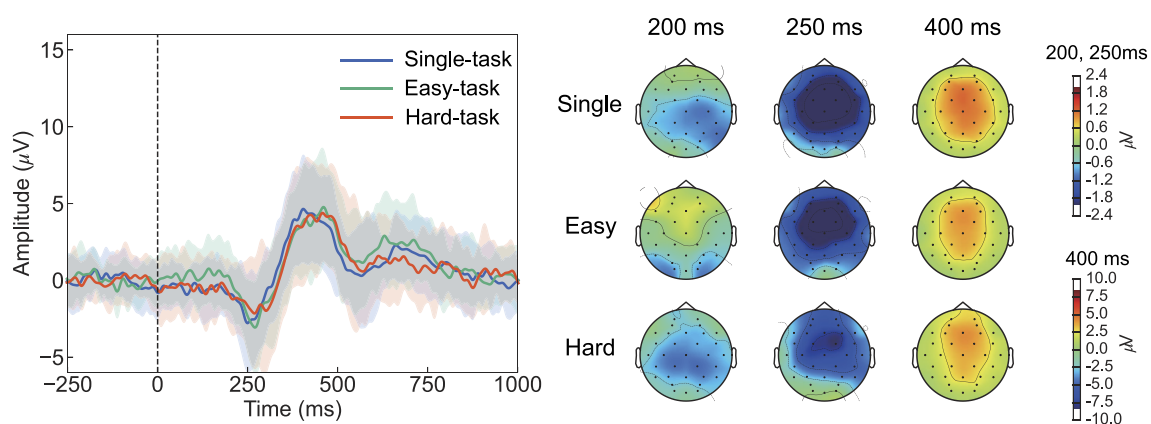 15
10
5
0
−5
Amplitude (μV)
−250
0
250
500
750
1000
Time (ms)
Single-task
Easy-task
Hard-task
200 ms
250 ms
400 ms
Single
Easy
Hard
200, 250ms
2.4
1.8
1.2
0.6
0.0
-0.6
-1.2
-1.8
-2.4
μV
400 ms
10.0
7.5
5.0
2.5
0.0
-2.5
-5.0
-7.5
-10.0
μV